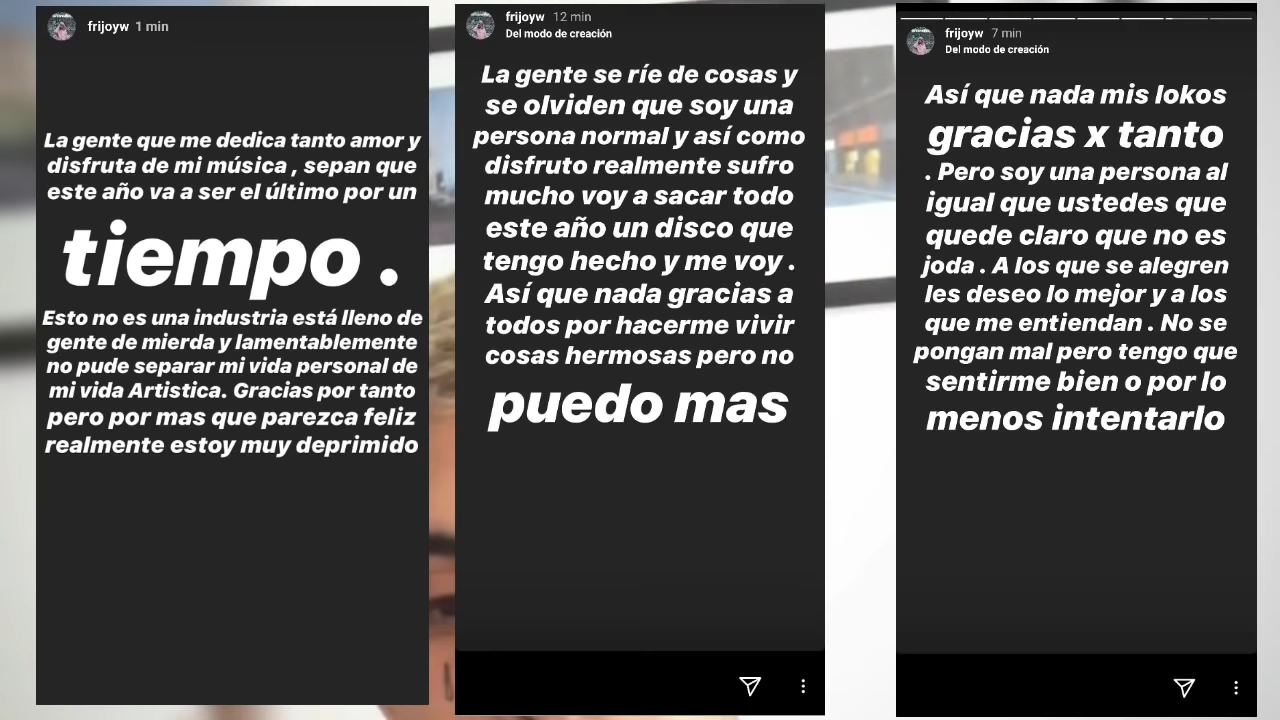 frijoyw 1 min
La gente que me dedica tanto amor y
disfruta de mi música , sepan que
este año va a ser el último por un
tiempo .
Esto no es una industria está lleno de
gente de mierda y lamentablemente
no pude separar mi vida personal de
mi vida Artistica. Gracias por tanto
pero por mas que parezca feliz
realmente estoy muy deprimido
frijoyw 12 min
Del modo de creación
La gente se ríe de cosas y
se olviden que soy una
persona normal y así como
disfruto realmente sufro
mucho voy a sacar todo
este año un disco que
tengo hecho y me voy .
Así que nada gracias a
todos por hacerme vivir
cosas hermosas pero no
puedo mas
frijoyw 7 min
Del modo de creación
Así que nada mis lokos
gracias x tanto
. Pero soy una persona al
igual que ustedes que
quede claro que no es
joda . A los que se alegren
les deseo lo mejor y a los
que me entiendan . No se
pongan mal pero tengo que
sentirme bien o por lo
menos intentarlo